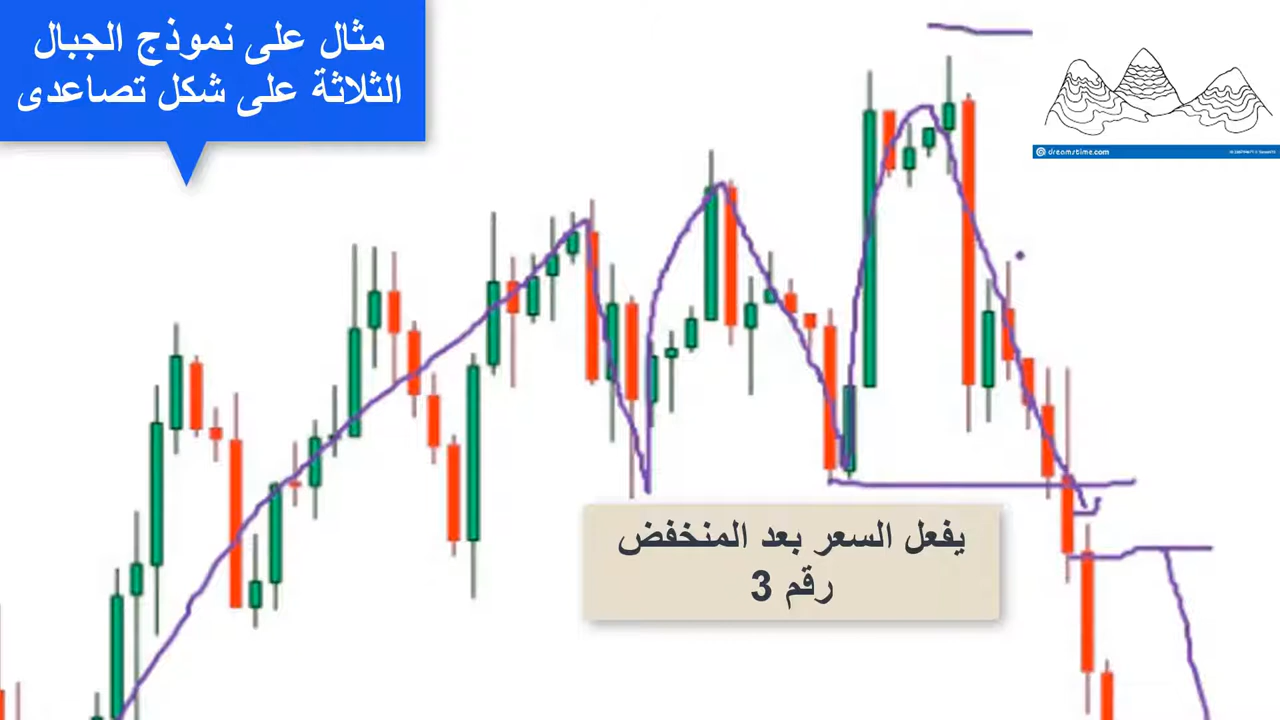 مثال على نموذج الجبال
الثلاثة على شكل تصاعدى
dreamstime.com
يفعل السعر بعد المنخفض
رقم 3